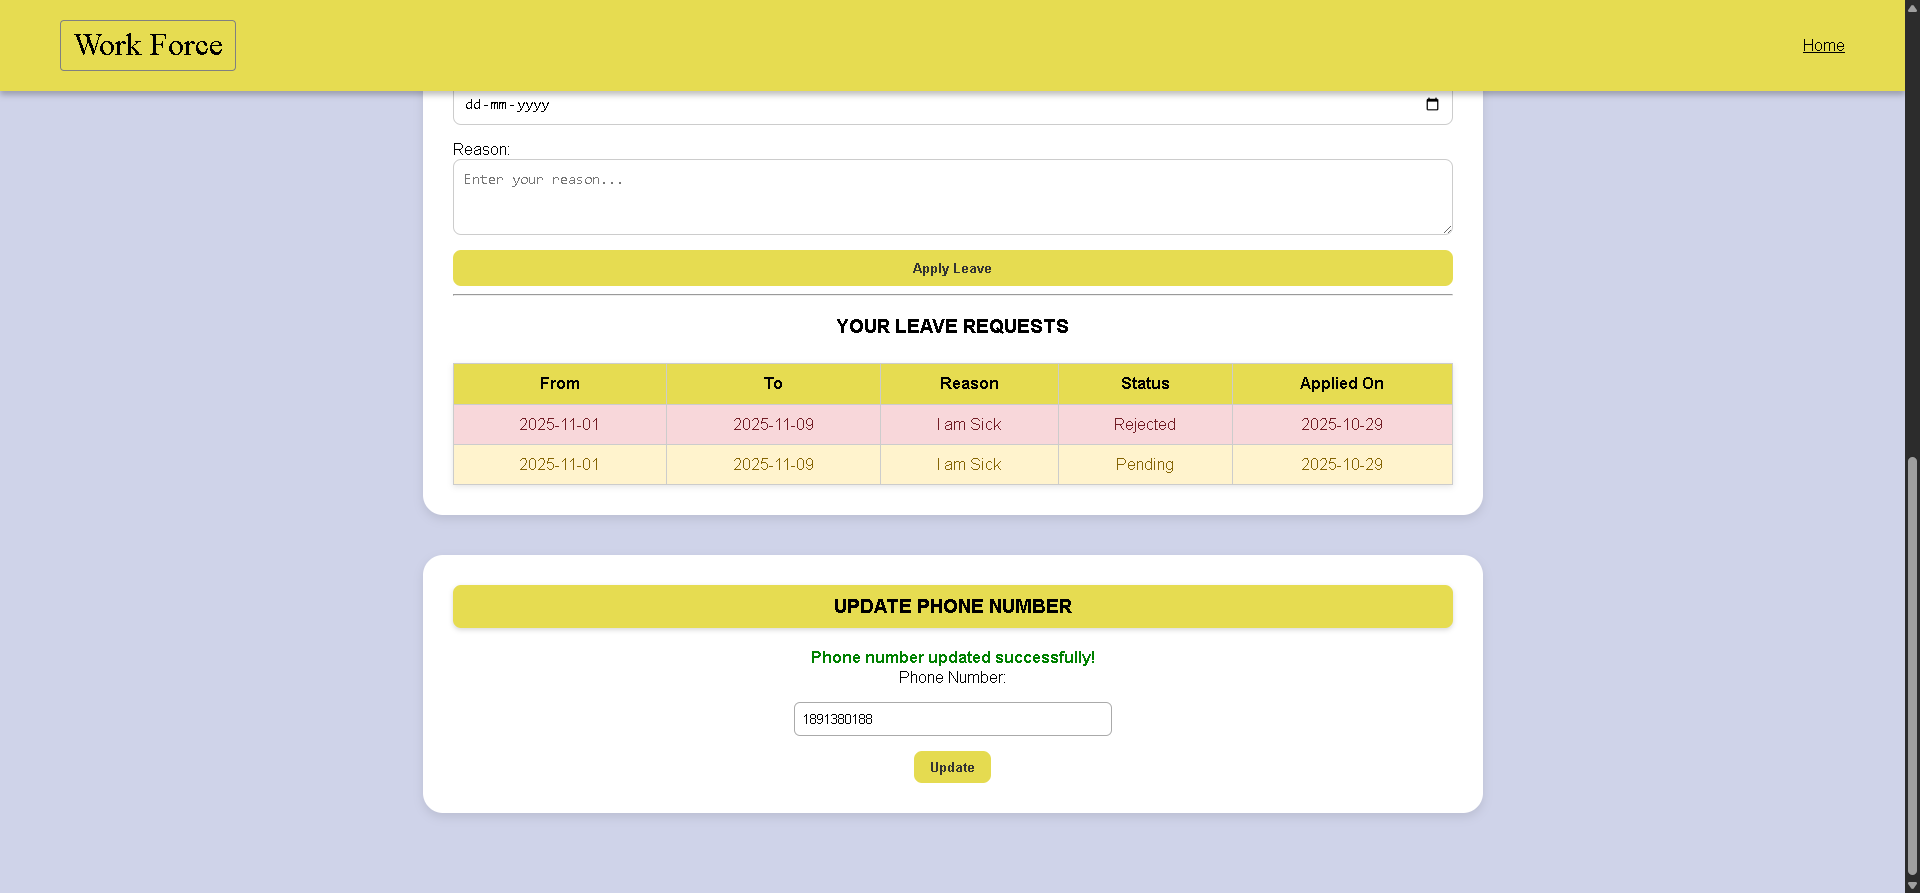 Work Force
Home
dd-mm-yyyy
Reason:
Enter your reason...
Apply Leave
YOUR LEAVE REQUESTS
From To Reason Status Applied On
2025-11-01 2025-11-09 I am Sick Rejected 2025-10-29
2025-11-01 2025-11-09 I am Sick Pending 2025-10-29
UPDATE PHONE NUMBER
Phone number updated successfully!
Phone Number:
1891380188
Update